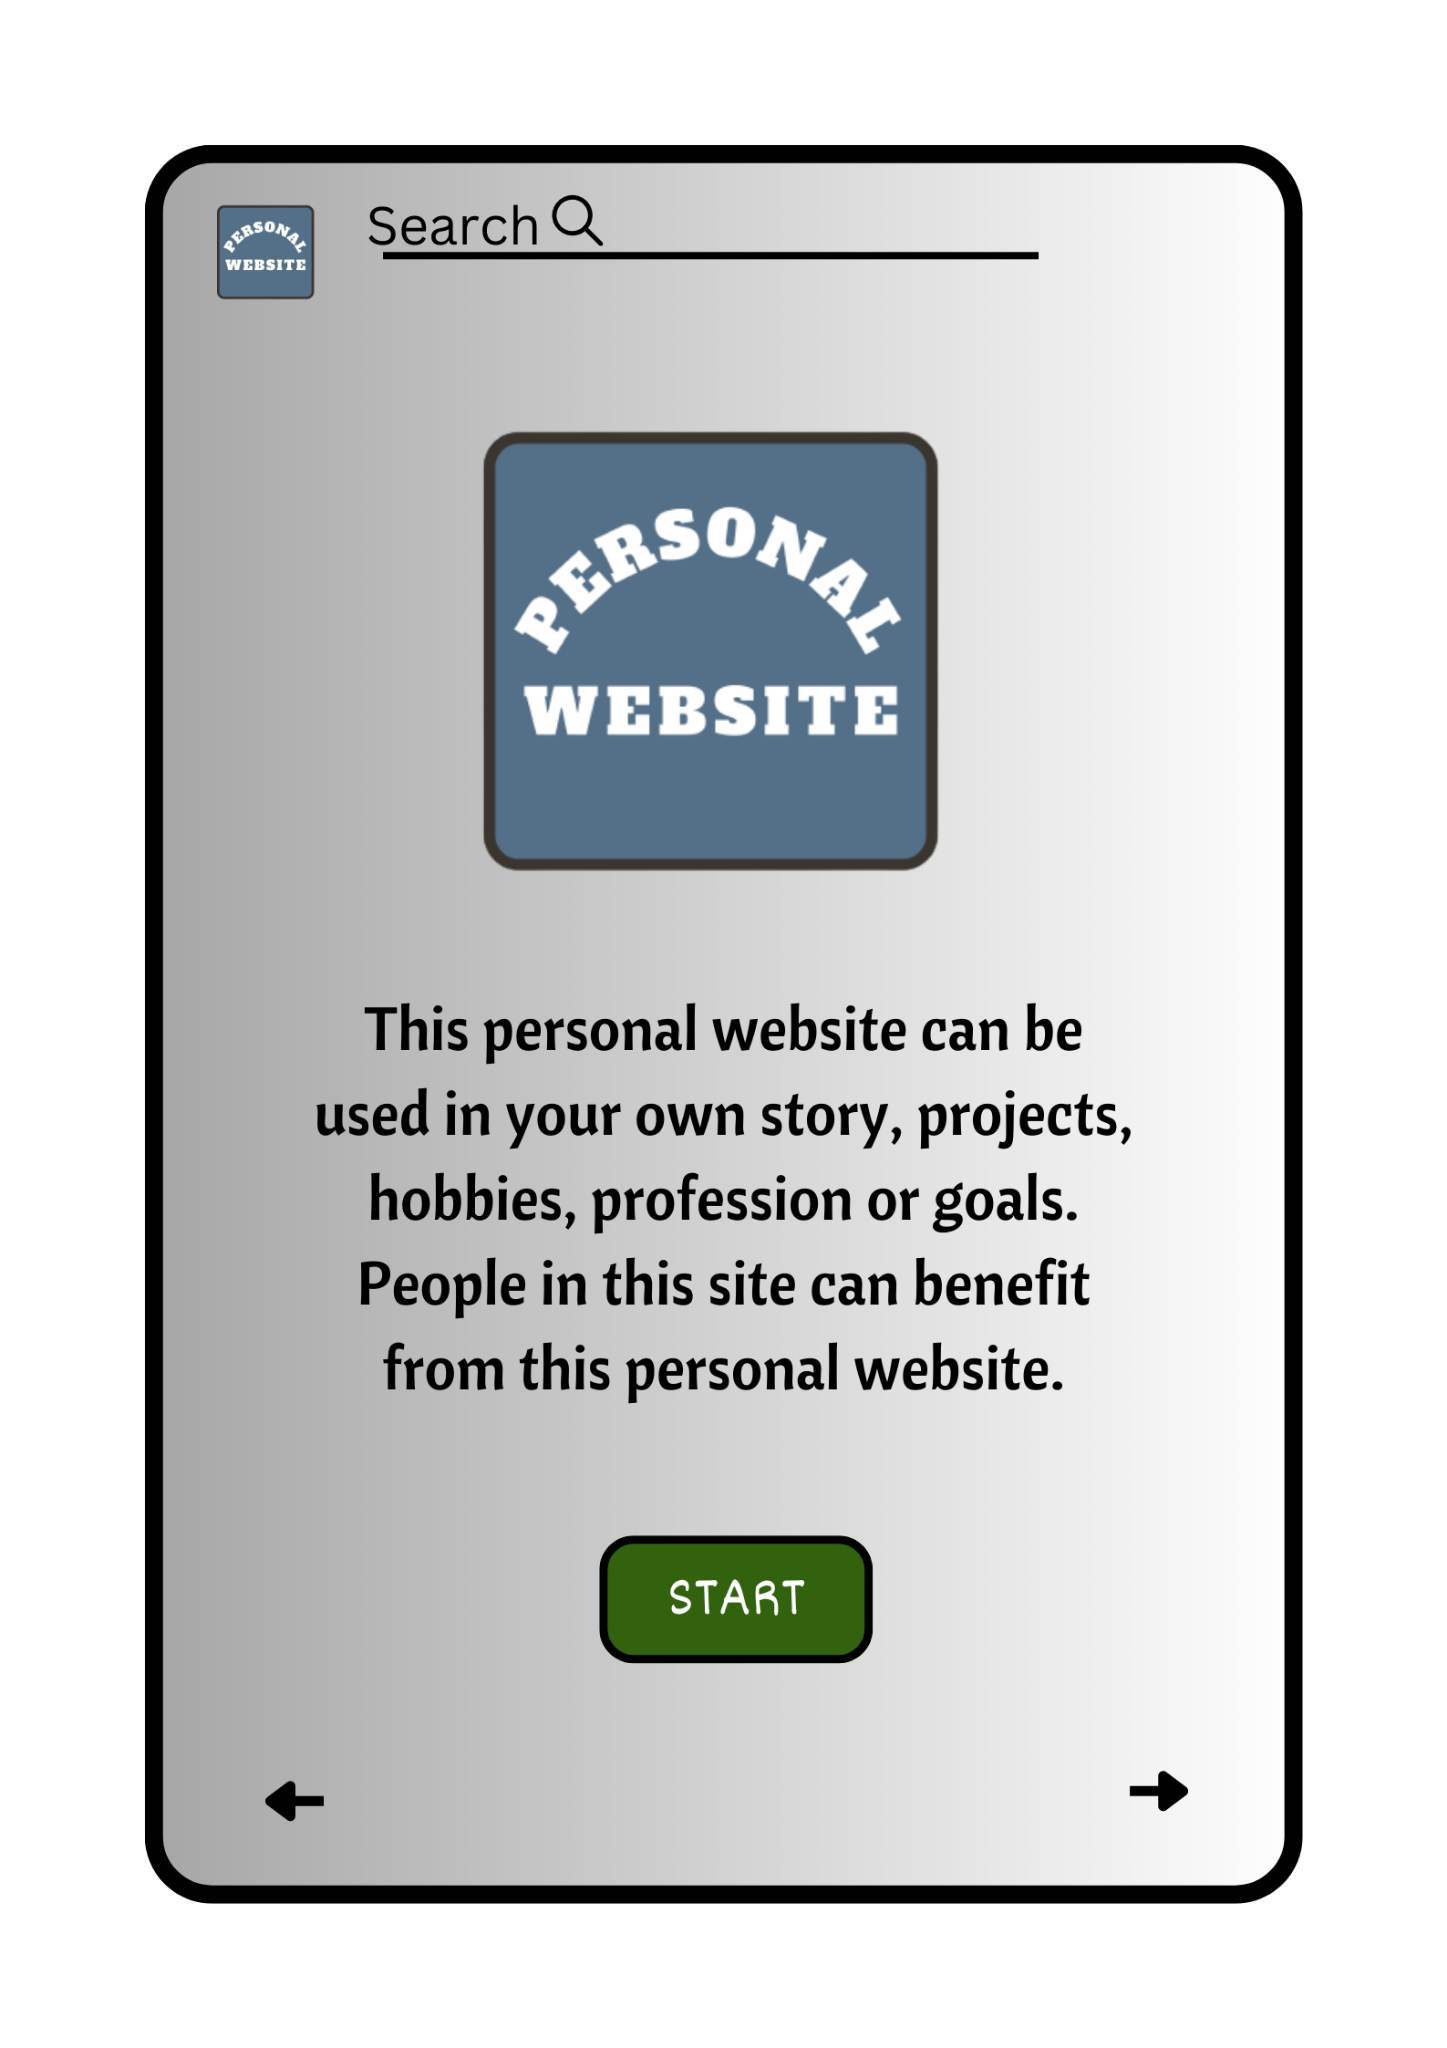 PERSONAL
WEBSITE
Search
PERSONAL
WEBSITE
This personal website can be
used in your own story, projects,
hobbies, profession or goals.
People in this site can benefit
from this personal website.
START